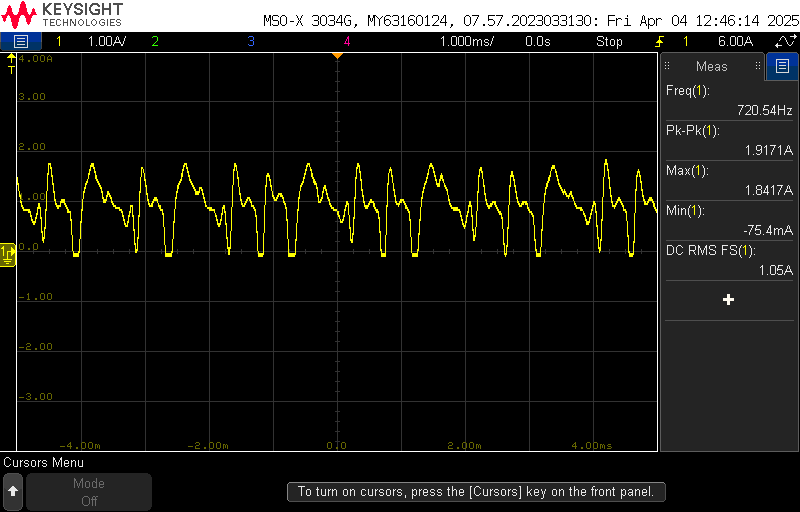 KEYSIGHT
TECHNOLOGIES
MSO-X 3034G, MY63160124, 07.57.2023033130: Fri Apr 04 12:46:14 2025
1 1.00A/ 2 3 4 1.000ms/ 0.0s Stop 1 6.00A
T
4.00A
3.00
2.00
1.00
0.0
-1.00
-2.00
-3.00
1
-4.00m -2.00m 0.0 2.00m 4.00ms
Meas
Freq(1):
720.54Hz
Pk-Pk(1):
1.9171A
Max(1):
1.8417A
Min(1):
-75.4mA
DC RMS FS(1):
1.05A
Cursors Menu
Mode
Off
To turn on cursors, press the [Cursors] key on the front panel.